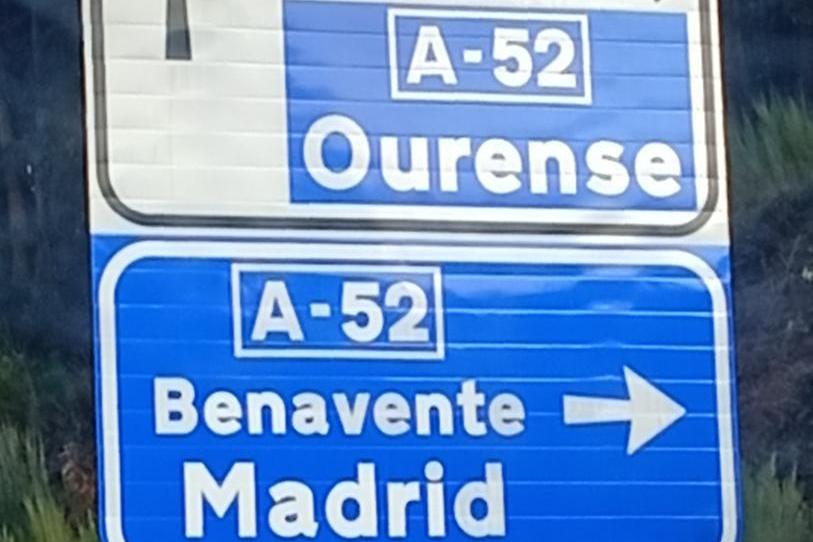 A-52
Ourense
A-52
Benavente
Madrid